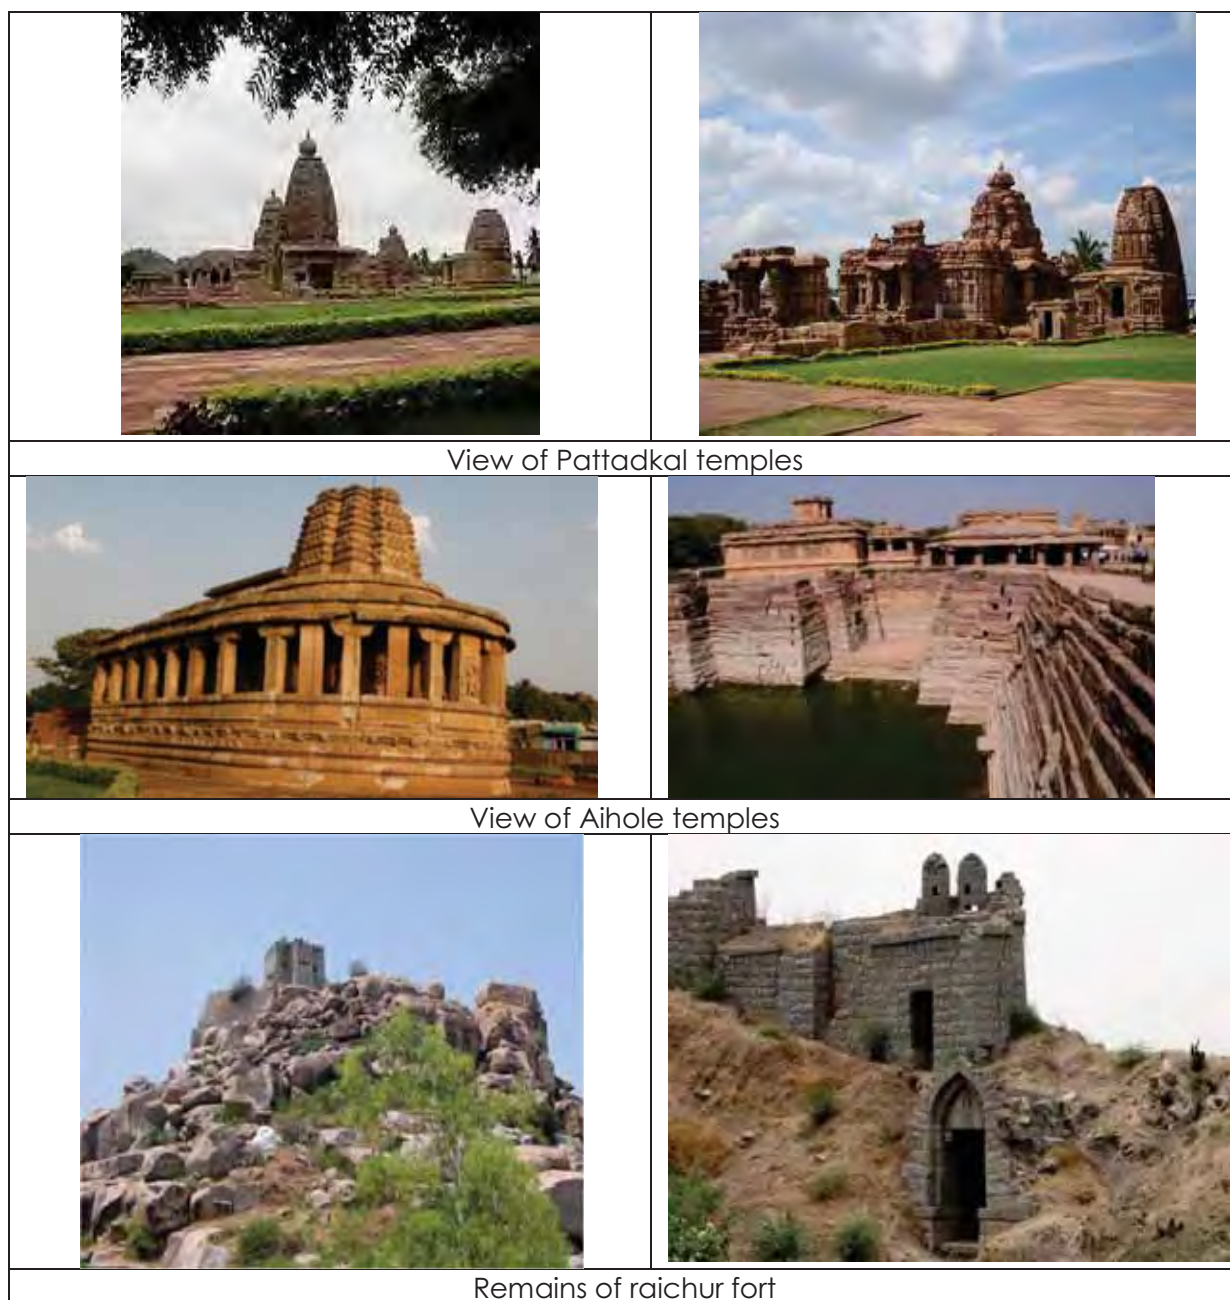 View of Pattadkal temples
View of Aihole temples
Remains of raichur fort